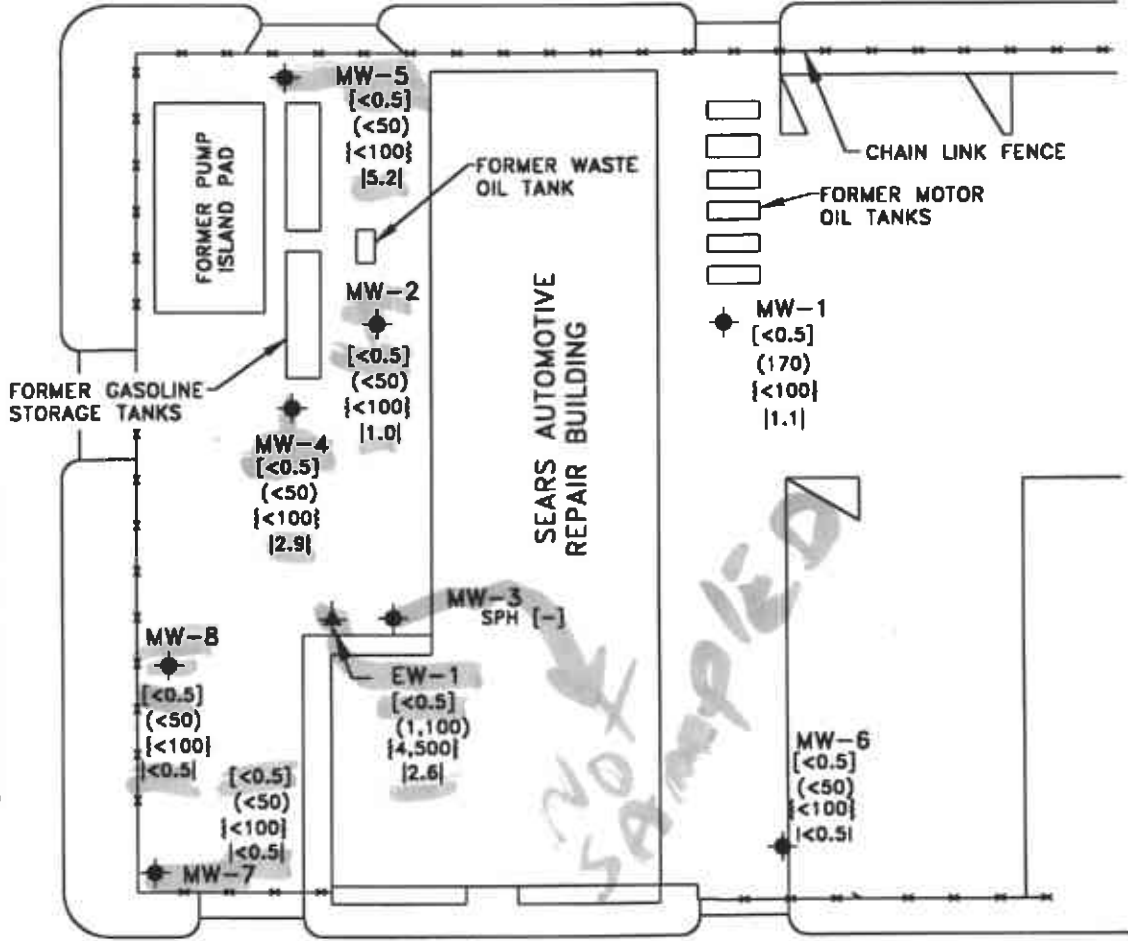 MW-5
[<0.5]
(<50)
{<100}
|5.2|
FORMER PUMP
ISLAND PAD
FORMER WASTE
OIL TANK
CHAIN LINK FENCE
FORMER MOTOR
OIL TANKS
MW-2
[<0.5]
(<50)
{<100}
|1.0|
MW-1
[<0.5]
(170)
{<100}
|1.1|
FORMER GASOLINE
STORAGE TANKS
MW-4
[<0.5]
(<50)
{<100}
|2.9|
SEARS AUTOMOTIVE
REPAIR BUILDING
MW-3
SPH [-]
NOT
SAMPlED
MW-8
[<0.5]
(<50)
{<100}
|<0.5|
EW-1
[<0.5]
(1,100)
{4,500}
|2.6|
MW-6
[<0.5]
(<50)
{<100}
|<0.5|
[<0.5]
(<50)
{<100}
|<0.5|
MW-7